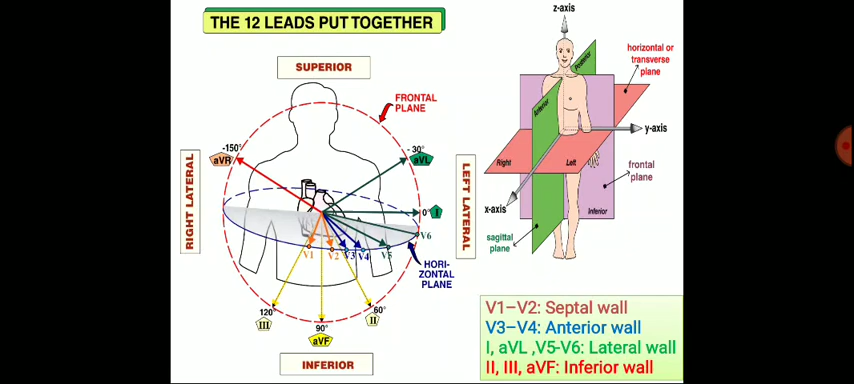 THE 12 LEADS PUT TOGETHER
SUPERIOR
FRONTAL
PLANE
-150°
aVR
- 30°
aVL
RIGHT LATERAL
LEFT LATERAL
0°
I
V6
V1
V2
V3
V4
V5
HORI-
ZONTAL
PLANE
120°
III
90°
aVF
60°
II
INFERIOR
z-axis
horizontal or
transverse
plane
Posterior
Anterior
y-axis
Right
Left
frontal
plane
x-axis
Inferior
sagittal
plane
V1–V2: Septal wall
V3–V4: Anterior wall
I, aVL ,V5-V6: Lateral wall
II, III, aVF: Inferior wall